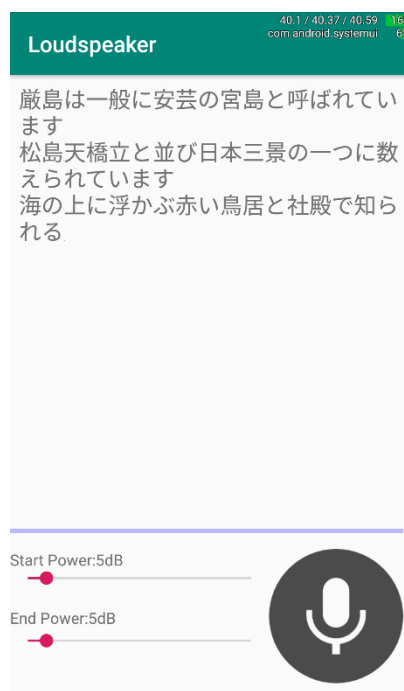 40.1 / 40.37 / 40.59
com.android.systemui
Loudspeaker
厳島は一般に安芸の宮島と呼ばれてい
ます
松島天橋立と並び日本三景の一つに数
えられています
海の上に浮かぶ赤い鳥居と社殿で知ら
れる
Start Power:5dB
End Power:5dB